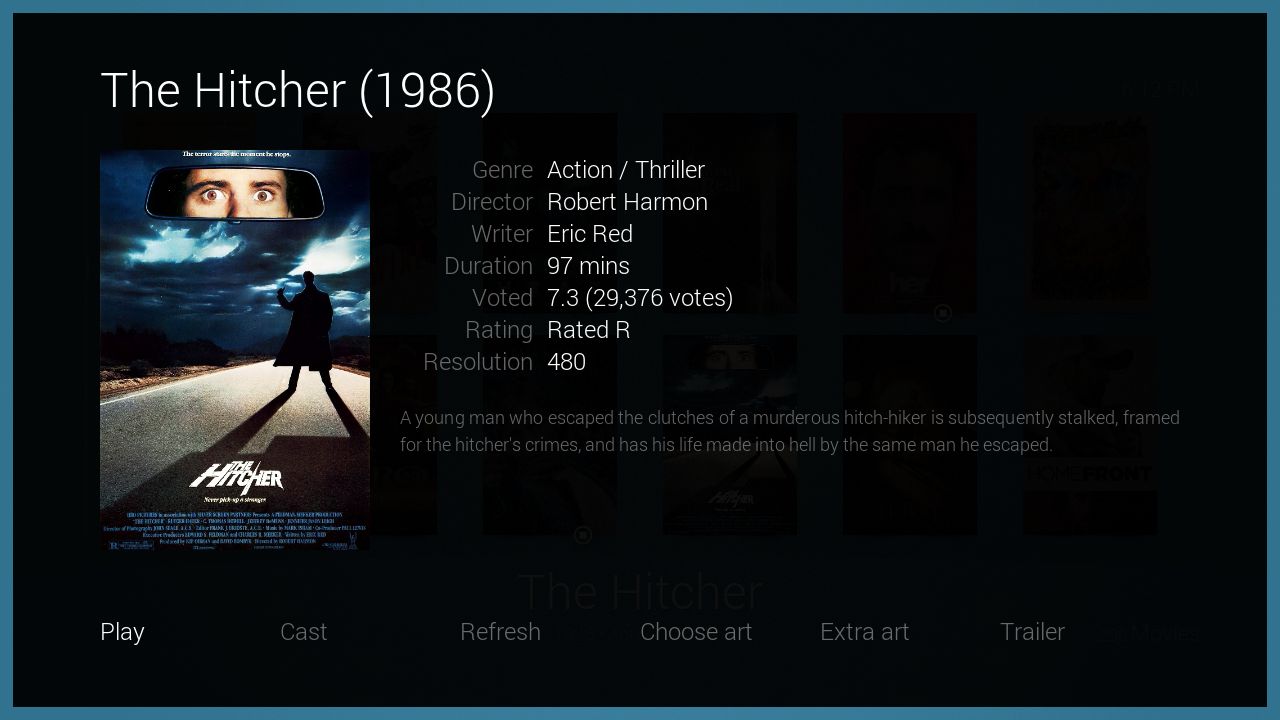 The Hitcher (1986)
The terror starts the moment he stops.
Genre Action / Thriller
Director Robert Harmon
Writer Eric Red
Duration 97 mins
Voted 7.3 (29,376 votes)
Rating Rated R
Resolution 480
A young man who escaped the clutches of a murderous hitch-hiker is subsequently stalked, framed
for the hitcher's crimes, and has his life made into hell by the same man he escaped.
THE
HITCHER
Never pick up a stranger
her
HOMEFRONT
The Hitcher
Play Cast Refresh Choose art Extra art Trailer
Movies